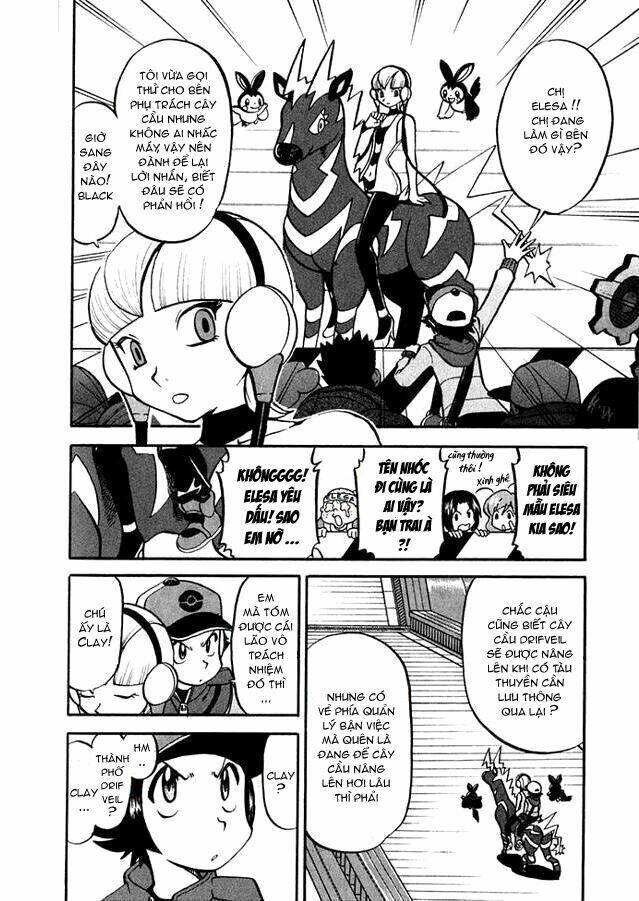 CHỊ
ELESA!!
CHỊ ĐANG
LÀM GÌ BÊN
ĐÓ VẬY?
TÔI VỪA GỌI
THỬ CHO BÊN
PHỤ TRÁCH CÂY
CẦU NHƯNG
KHÔNG AI NHẤC
MÁY, VẬY NÊN
ĐÀNH ĐỂ LẠI
LỜI NHẮN, BIẾT
ĐÂU SẼ CÓ
PHẢN HỒI!
GIỜ
SANG
ĐÂY
NÀO!
BLACK
KHÔNG
PHẢI SIÊU
MẪU ELESA
KIA SAO!
Xinh ghê
cũng thường
thôi!
TÊN NHÓC
ĐI CÙNG LÀ
AI VẬY?
BẠN TRAI À
?!
ELESA
KHÔNGGGG!
ELESA YÊU
DẤU! SAO
EM NỠ ...
CHẮC CẬU
CŨNG BIẾT CÂY
CẦU DRIFVEIL
SẼ ĐƯỢC NÂNG
LÊN KHI CÓ TÀU
THUYỀN CẦN
LƯU THÔNG
QUA LẠI?
NHƯNG CÓ
VẺ PHÍA QUẢN
LÝ BẬN VIỆC
MÀ QUÊN LÀ
ĐANG ĐỂ CÂY
CẦU NÂNG
LÊN HƠI LÂU
THÌ PHẢI
EM
MÀ TÓM
ĐƯỢC CÁI
LÃO VÔ
TRÁCH
NHIỆM
ĐÓ THÌ
...
CHÚ
ẤY LÀ
CLAY!
CLAY?
HM
..
THÀNH
PHỐ
DRIF
VEIL
CLAY
...